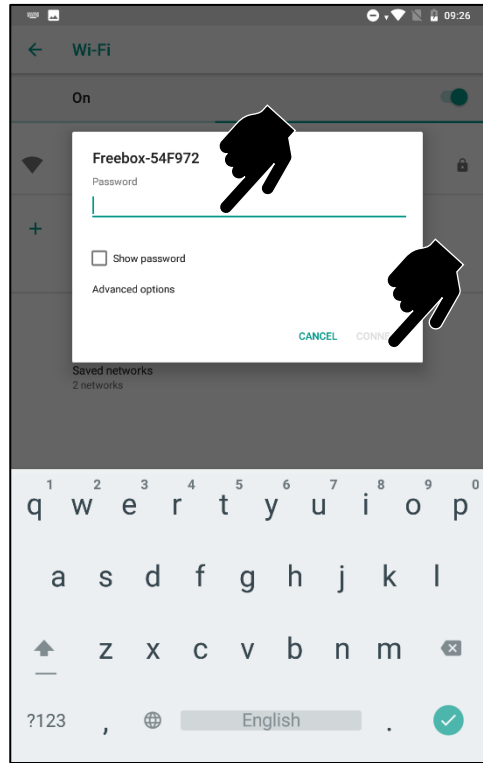 09:26
Wi-Fi
On
Freebox-54F972
Password
Show password
Advanced options
CANCEL
Saved networks
2 networks
1 2 3 4 5 6 7 8 9 0
q w e r t y u i o p
a s d f g h j k l
z x c v b n m
?123 , English .